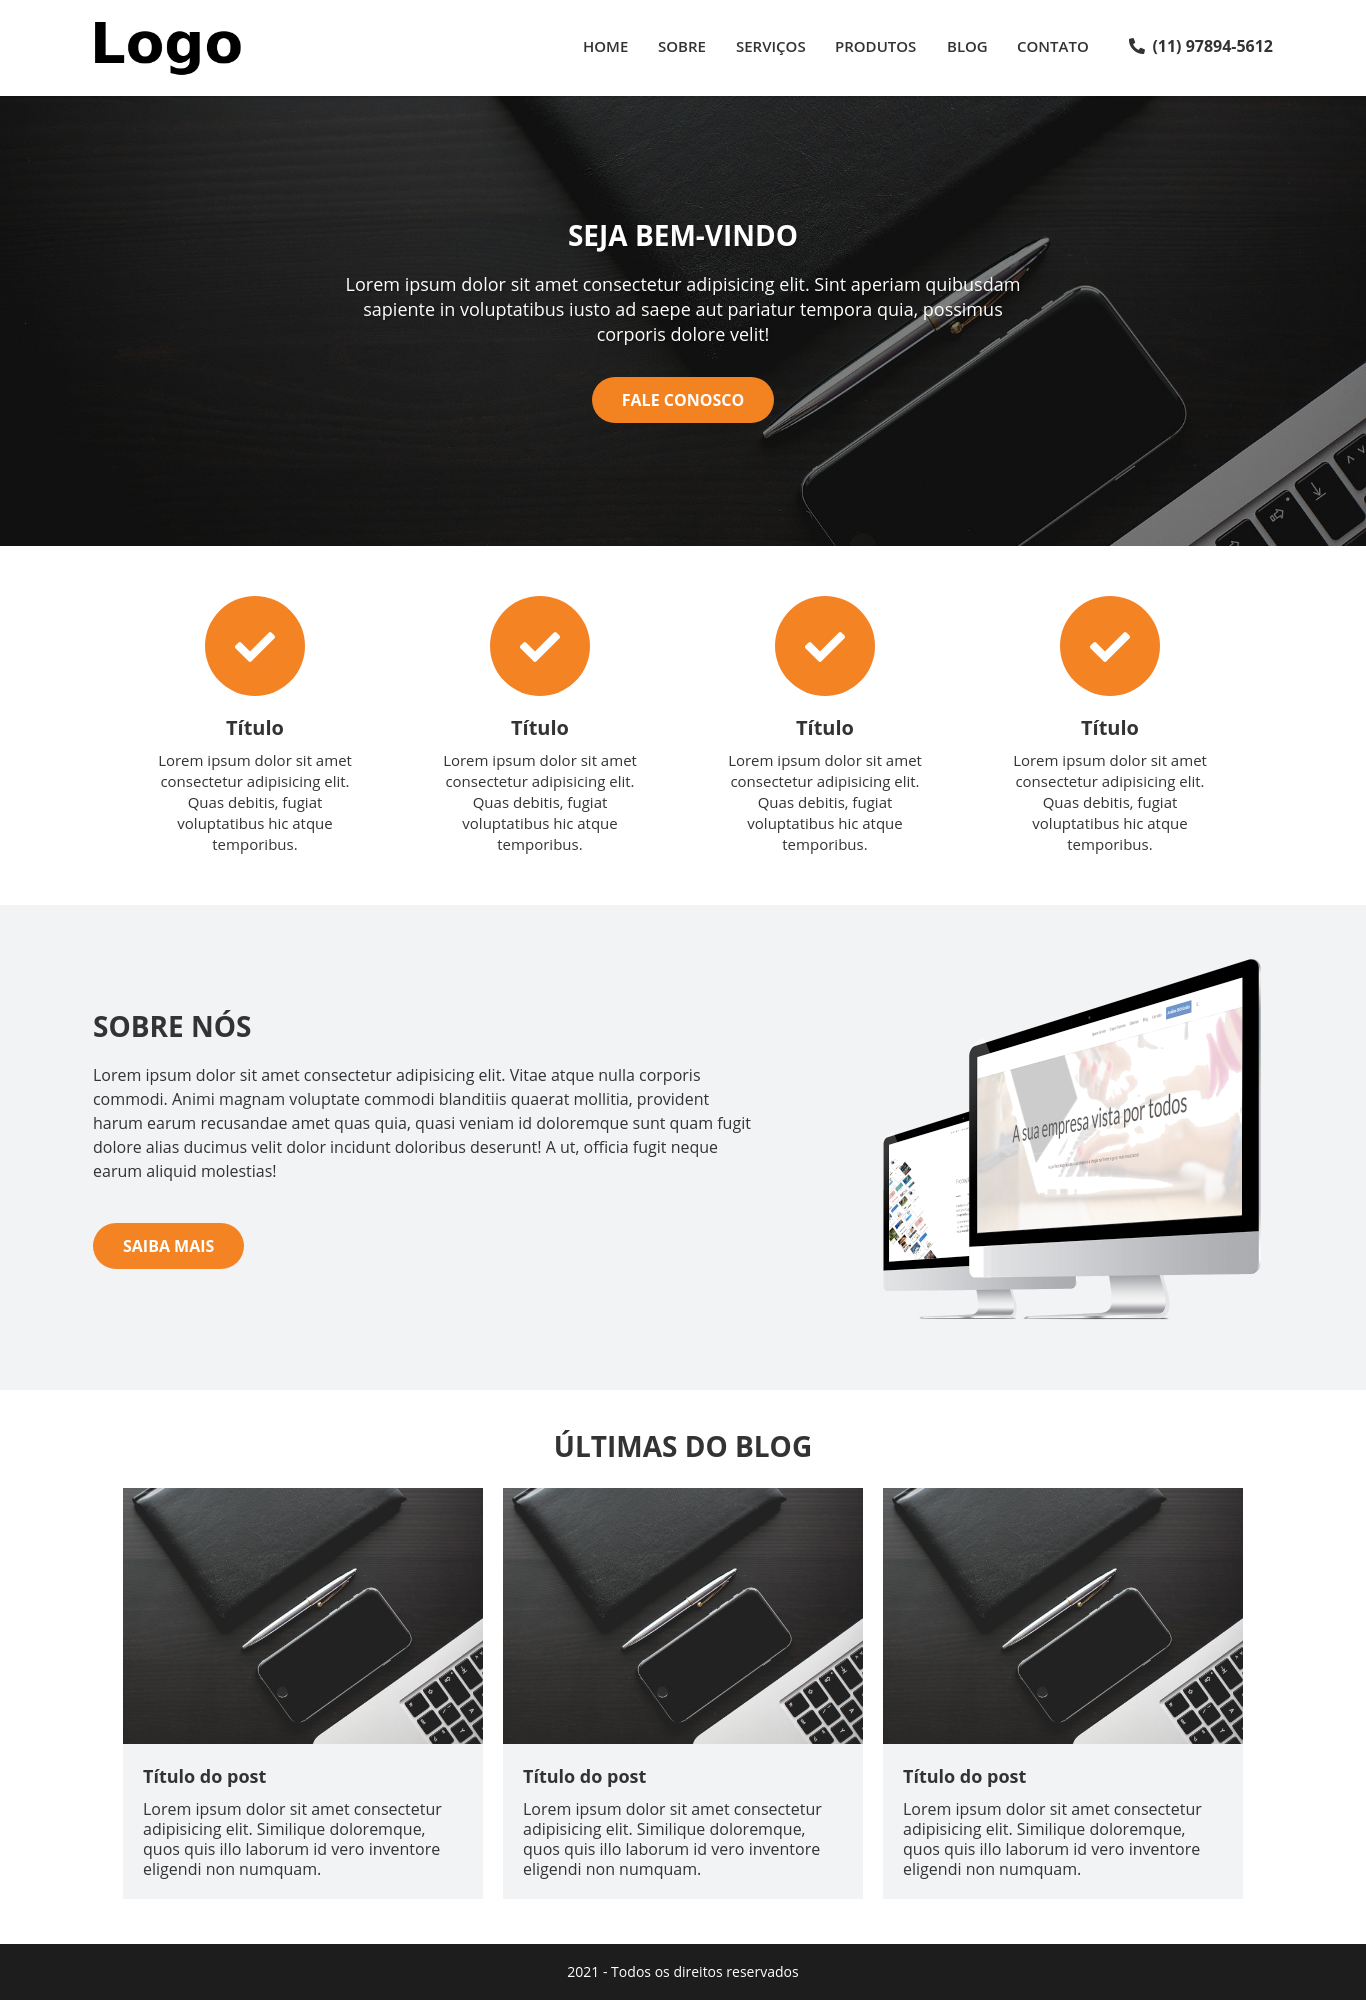 Logo
HOME SOBRE SERVIÇOS PRODUTOS BLOG CONTATO (11) 97894-5612
SEJA BEM-VINDO
Lorem ipsum dolor sit amet consectetur adipisicing elit. Sint aperiam quibusdam
sapiente in voluptatibus iusto ad saepe aut pariatur tempora quia, possimus
corporis dolore velit!
FALE CONOSCO
Título
Lorem ipsum dolor sit amet
consectetur adipisicing elit.
Quas debitis, fugiat
voluptatibus hic atque
temporibus.
Título
Lorem ipsum dolor sit amet
consectetur adipisicing elit.
Quas debitis, fugiat
voluptatibus hic atque
temporibus.
Título
Lorem ipsum dolor sit amet
consectetur adipisicing elit.
Quas debitis, fugiat
voluptatibus hic atque
temporibus.
Título
Lorem ipsum dolor sit amet
consectetur adipisicing elit.
Quas debitis, fugiat
voluptatibus hic atque
temporibus.
SOBRE NÓS
Lorem ipsum dolor sit amet consectetur adipisicing elit. Vitae atque nulla corporis
commodi. Animi magnam voluptate commodi blanditiis quaerat mollitia, provident
harum earum recusandae amet quas quia, quasi veniam id doloremque sunt quam fugit
dolore alias ducimus velit dolor incidunt doloribus deserunt! A ut, officia fugit neque
earum aliquid molestias!
SAIBA MAIS
A sua empresa vista por todos
ÚLTIMAS DO BLOG
Título do post
Lorem ipsum dolor sit amet consectetur
adipisicing elit. Similique doloremque,
quos quis illo laborum id vero inventore
eligendi non numquam.
Título do post
Lorem ipsum dolor sit amet consectetur
adipisicing elit. Similique doloremque,
quos quis illo laborum id vero inventore
eligendi non numquam.
Título do post
Lorem ipsum dolor sit amet consectetur
adipisicing elit. Similique doloremque,
quos quis illo laborum id vero inventore
eligendi non numquam.
2021 - Todos os direitos reservados